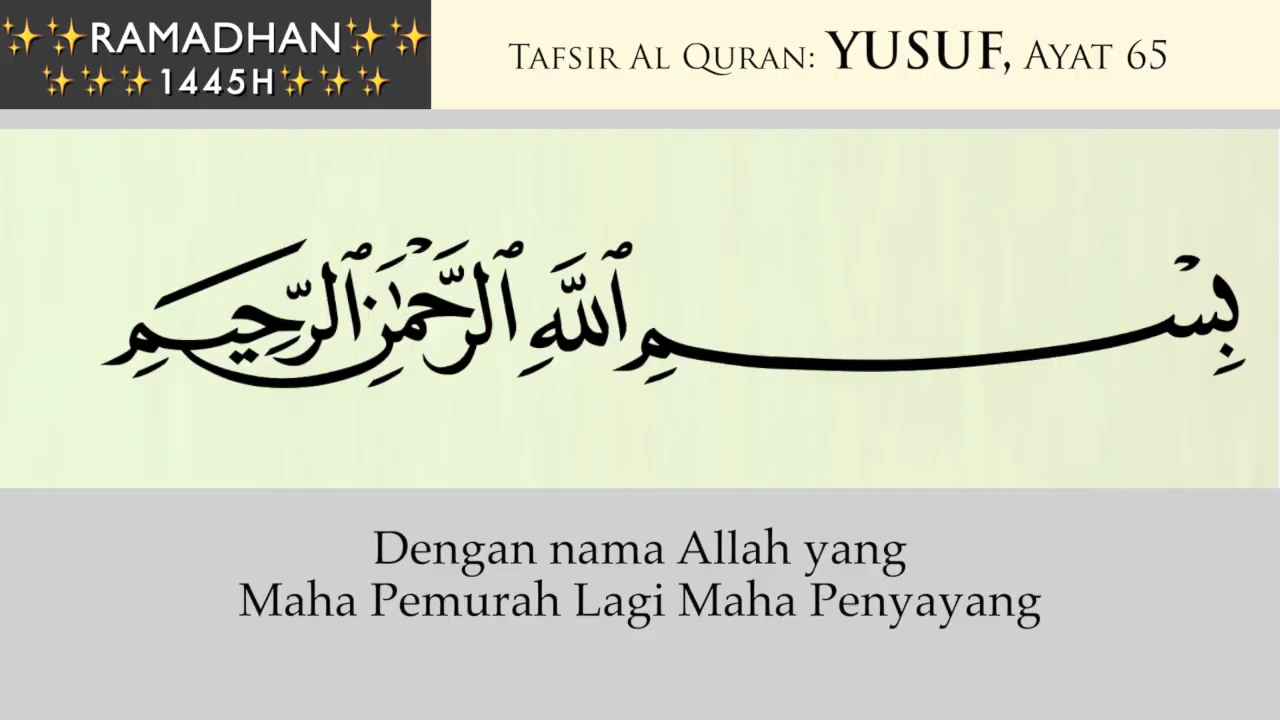 ✨✨RAMADHAN✨✨
✨✨✨1445H✨✨✨
TAFSIR AL QURAN: YUSUF, AYAT 65
بِسْمِ ٱللَّهِ ٱلرَّحْمَٰنِ ٱلرَّحِيمِ
Dengan nama Allah yang
Maha Pemurah Lagi Maha Penyayang